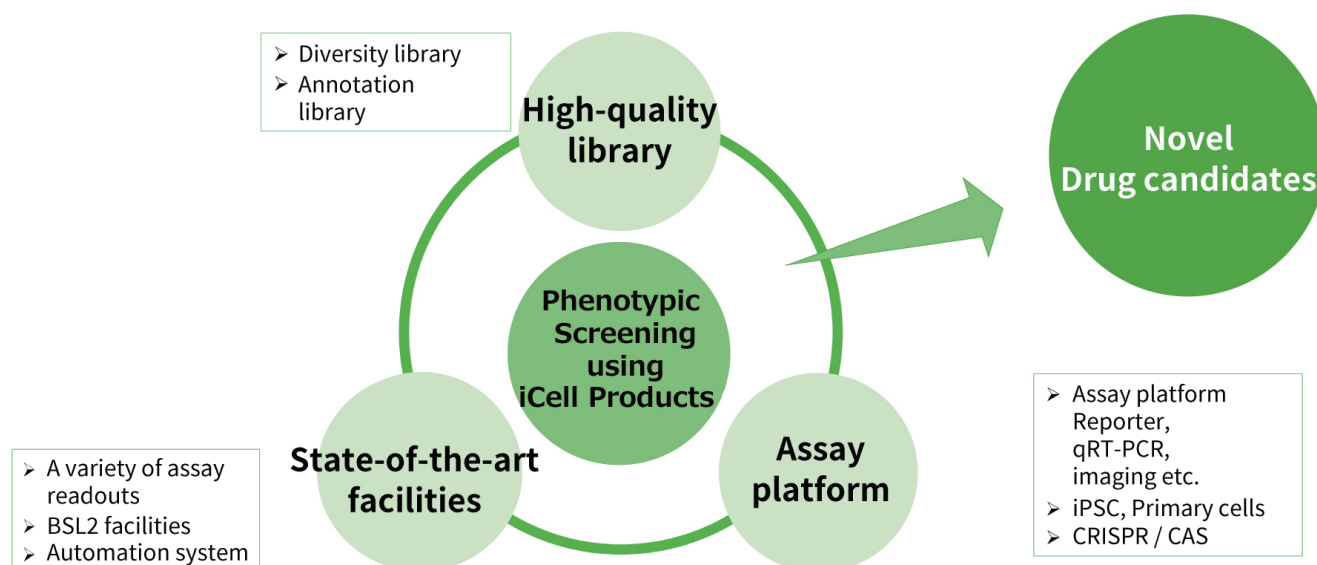 ➢ Diversity library
➢ Annotation
library
High-quality
library
Novel
Drug candidates
Phenotypic
Screening
using
iCell Products
State-of-the-art
facilities
Assay
platform
➢ A variety of assay
readouts
➢ BSL2 facilities
➢ Automation system
➢ Assay platform
Reporter,
qRT-PCR,
imaging etc.
➢ iPSC, Primary cells
➢ CRISPR / CAS